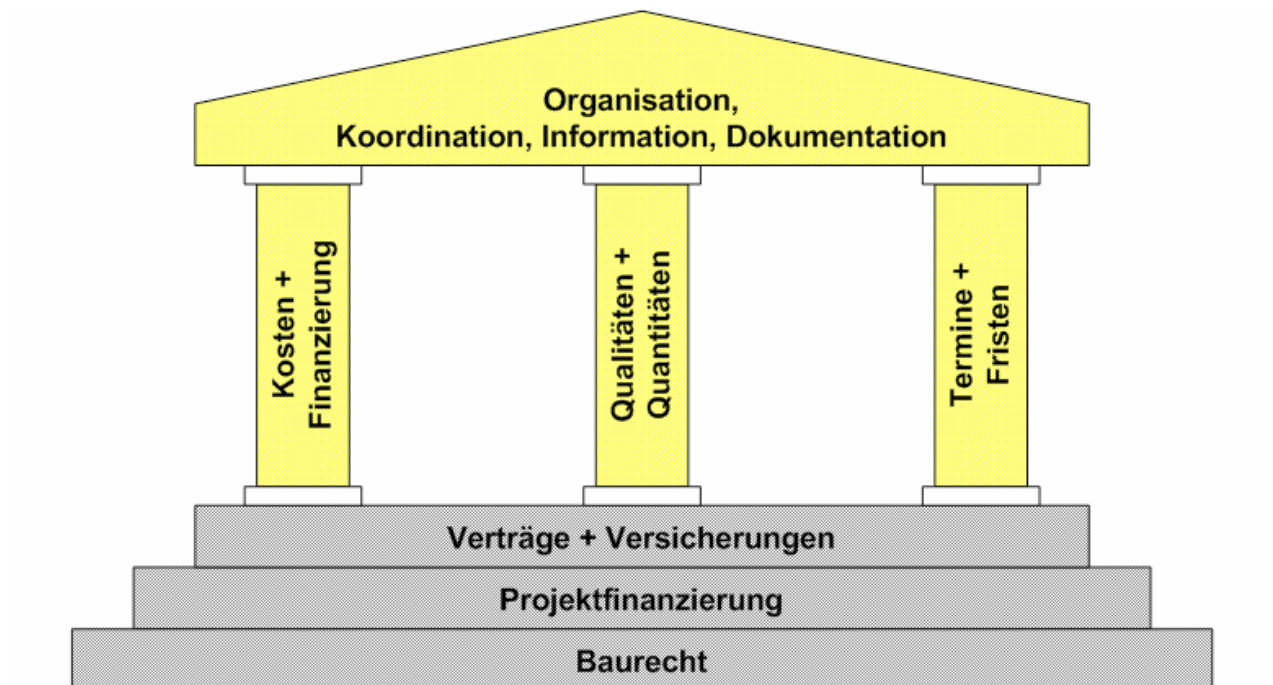 Organisation,
Koordination, Information, Dokumentation
Kosten +
Finanzierung
Qualitäten +
Quantitäten
Termine +
Fristen
Verträge + Versicherungen
Projektfinanzierung
Baurecht